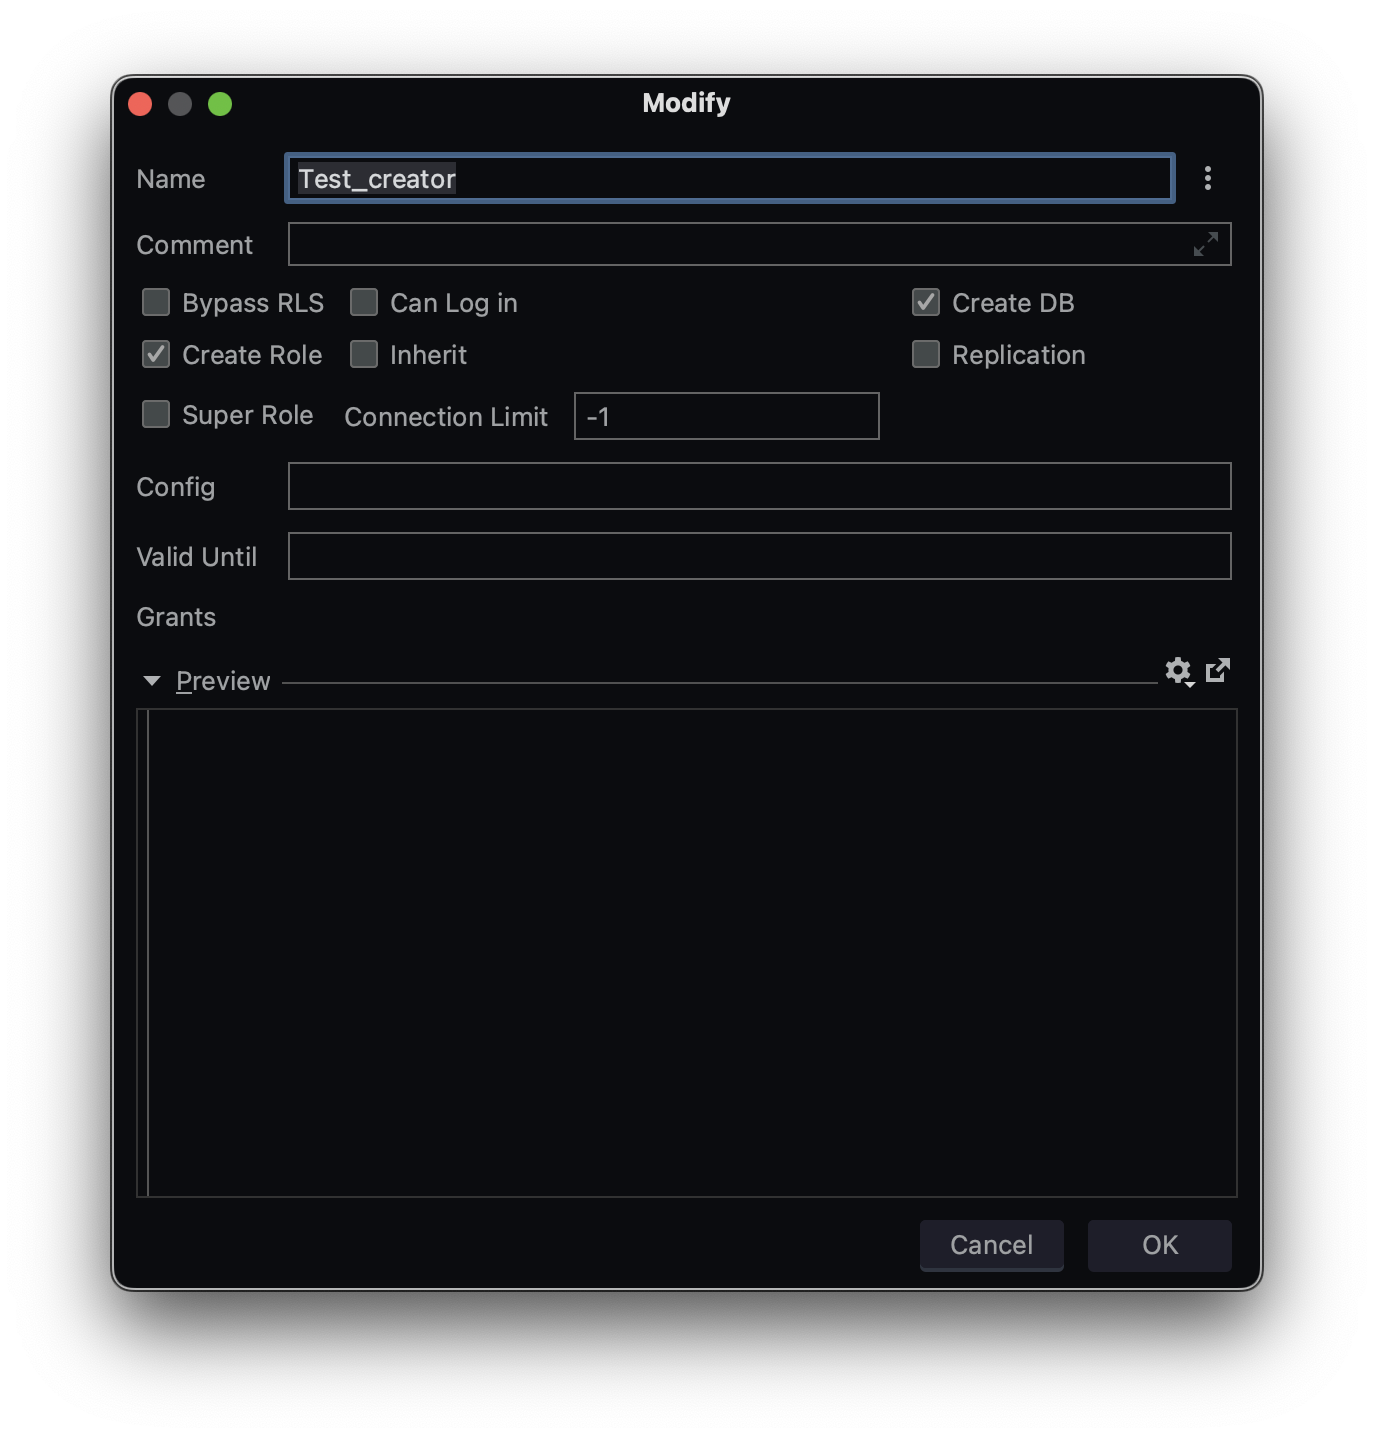 Modify
Name Test_creator
Comment
Bypass RLS Can Log in Create DB
Create Role Inherit Replication
Super Role Connection Limit -1
Config
Valid Until
Grants
Preview
Cancel OK